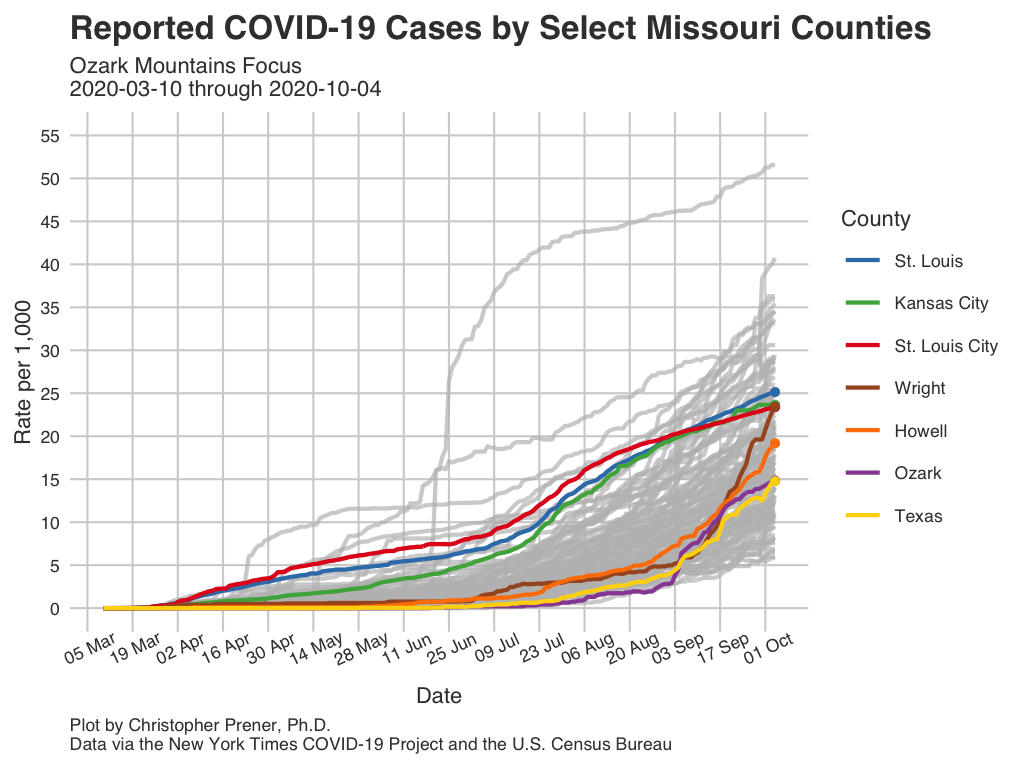 Reported COVID-19 Cases by Select Missouri Counties
Ozark Mountains Focus
2020-03-10 through 2020-10-04
55
50
45
40
35
30
25
20
15
10
5
0
Rate per 1,000
05 Mar
19 Mar
02 Apr
16 Apr
30 Apr
14 May
28 May
11 Jun
25 Jun
09 Jul
23 Jul
06 Aug
20 Aug
03 Sep
17 Sep
01 Oct
Date
County
St. Louis
Kansas City
St. Louis City
Wright
Howell
Ozark
Texas
Plot by Christopher Prener, Ph.D.
Data via the New York Times COVID-19 Project and the U.S. Census Bureau